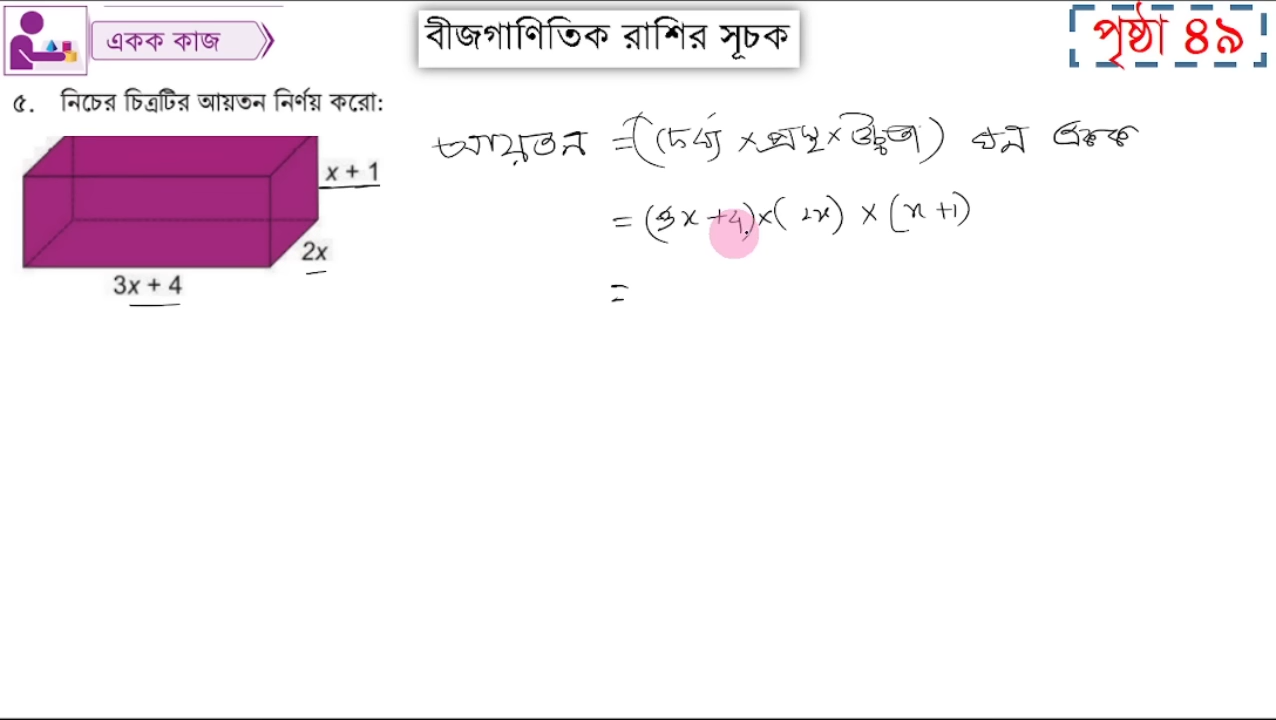 একক কাজ
বীজগাণিতিক রাশির সূচক
পৃষ্ঠা ৪৯
৫. নিচের চিত্রটির আয়তন নির্ণয় করো:
x + 1
2x
3x + 4
আয়তন = (দৈর্ঘ্য × প্রস্থ × উচ্চতা) ঘন একক
= (3x + 4) × (2x) × (x + 1)
=